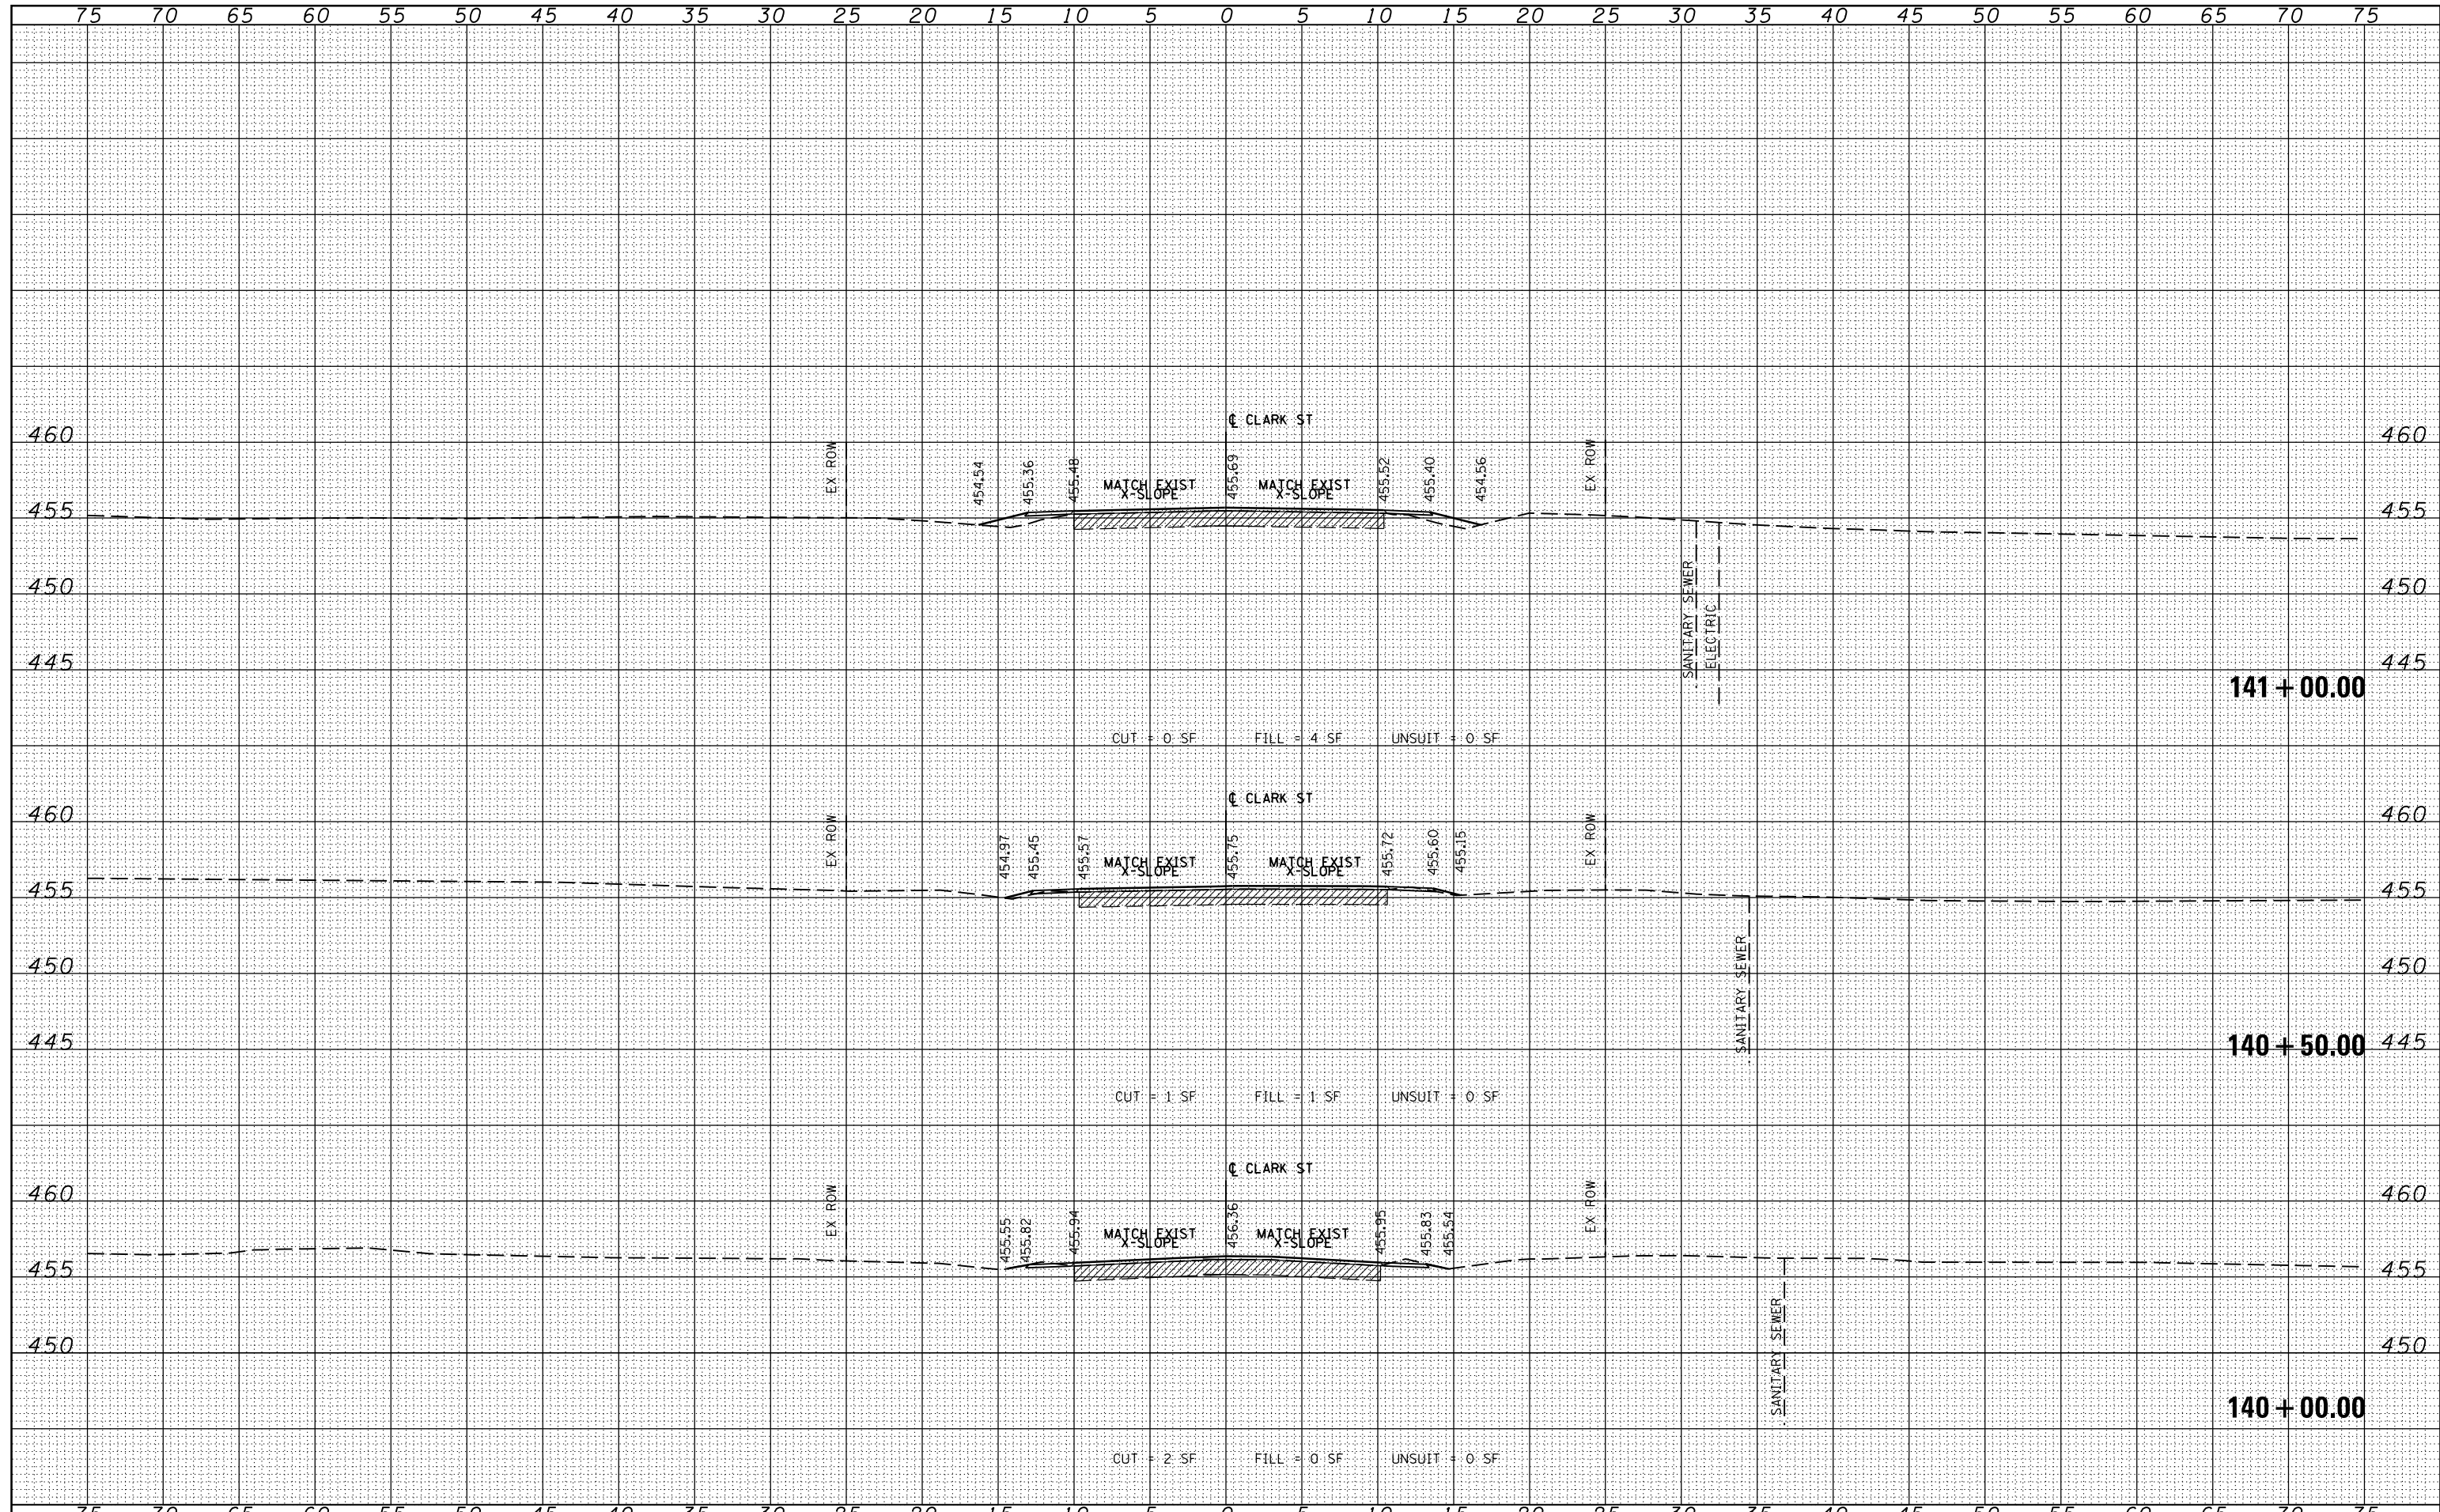 75 70 65 60 55 50 45 40 35 30 25 20 15 10 5 0 5 10 15 20 25 30 35 40 45 50 55 60 65 70 75
℄ CLARK ST
460 460
EX ROW 454.54 455.36 455.48 455.69 455.52 455.40 454.56 EX ROW
MATCH EXIST MATCH EXIST
X-SLOPE X-SLOPE
455 455
450 450
SANITARY SEWER
ELECTRIC
445 445
141+00.00
CUT = 0 SF FILL = 4 SF UNSUIT = 0 SF
℄ CLARK ST
460 460
EX ROW 454.97 455.45 455.57 455.75 455.72 455.60 455.15 EX ROW
MATCH EXIST MATCH EXIST
X-SLOPE X-SLOPE
455 455
450 450
SANITARY SEWER
445 445
140+50.00
CUT = 1 SF FILL = 1 SF UNSUIT = 0 SF
℄ CLARK ST
460 460
EX ROW 455.55 455.82 455.94 456.36 455.95 455.83 455.54 EX ROW
MATCH EXIST MATCH EXIST
X-SLOPE X-SLOPE
455 455
SANITARY SEWER
450 450
140+00.00
CUT = 2 SF FILL = 0 SF UNSUIT = 0 SF
75 70 65 60 55 50 45 40 35 30 25 20 15 10 5 0 5 10 15 20 25 30 35 40 45 50 55 60 65 70 75